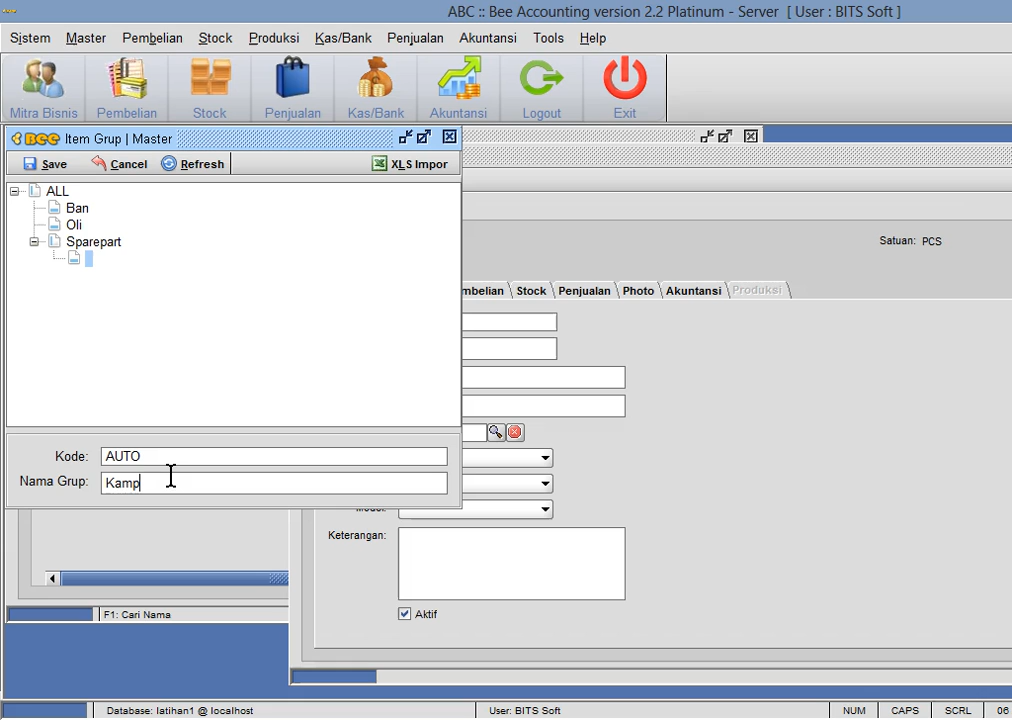 ABC :: Bee Accounting version 2.2 Platinum - Server [ User : BITS Soft ]
Sistem Master Pembelian Stock Produksi Kas/Bank Penjualan Akuntansi Tools Help
Mitra Bisnis Pembelian Stock Penjualan Kas/Bank Akuntansi Logout Exit
BEE Item Grup | Master
Save Cancel Refresh XLS Impor
ALL
Ban
Oli
Sparepart
Satuan: PCS
mbelian Stock Penjualan Photo Akuntansi Produksi
Kode: AUTO
Nama Grup: Kamp
Keterangan:
Aktif
F1: Cari Nama
Database: latihan1 @ localhost User: BITS Soft NUM CAPS SCRL 06